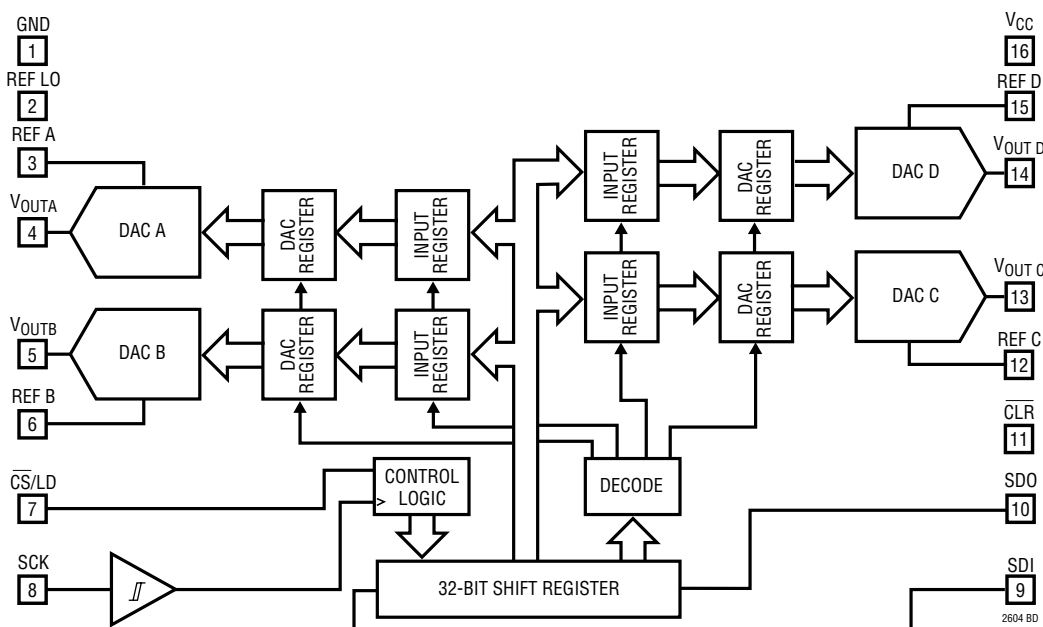 GND
1
REF LO
2
REF A
3
VOUTA
4
VOUTB
5
REF B
6
CS/LD
7
SCK
8
DAC A
DAC
REGISTER
INPUT
REGISTER
DAC B
DAC
REGISTER
INPUT
REGISTER
CONTROL
LOGIC
32-BIT SHIFT REGISTER
DECODE
INPUT
REGISTER
DAC
REGISTER
DAC D
INPUT
REGISTER
DAC
REGISTER
DAC C
VCC
16
REF D
15
VOUT D
14
VOUT C
13
REF C
12
CLR
11
SDO
10
SDI
9
2604 BD